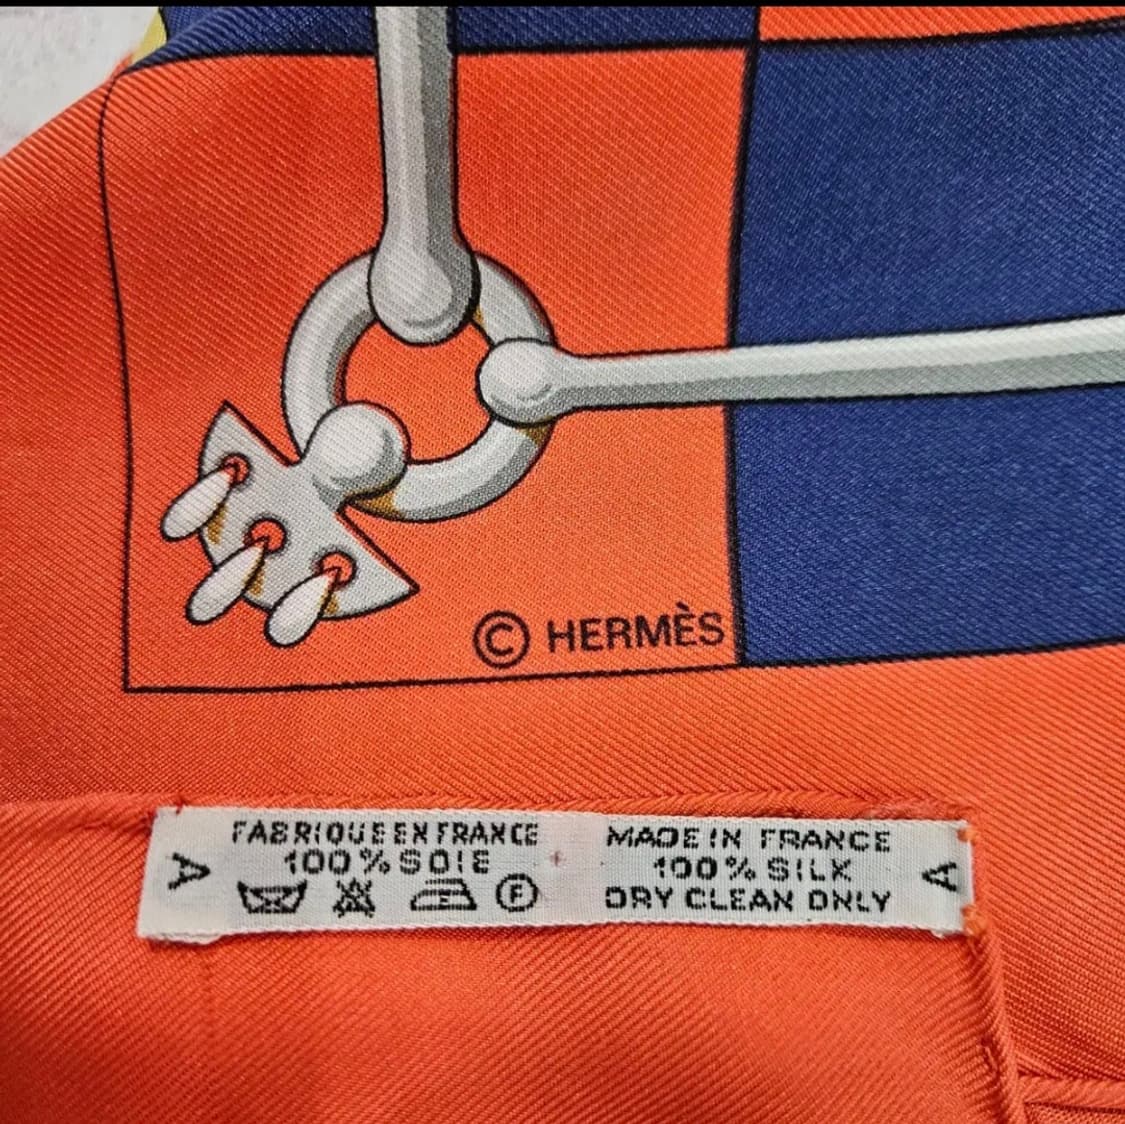 © HERMÈS
FABRIQUE EN FRANCE
100% SOIE
A
F
MADE IN FRANCE
100% SILK
DRY CLEAN ONLY
A